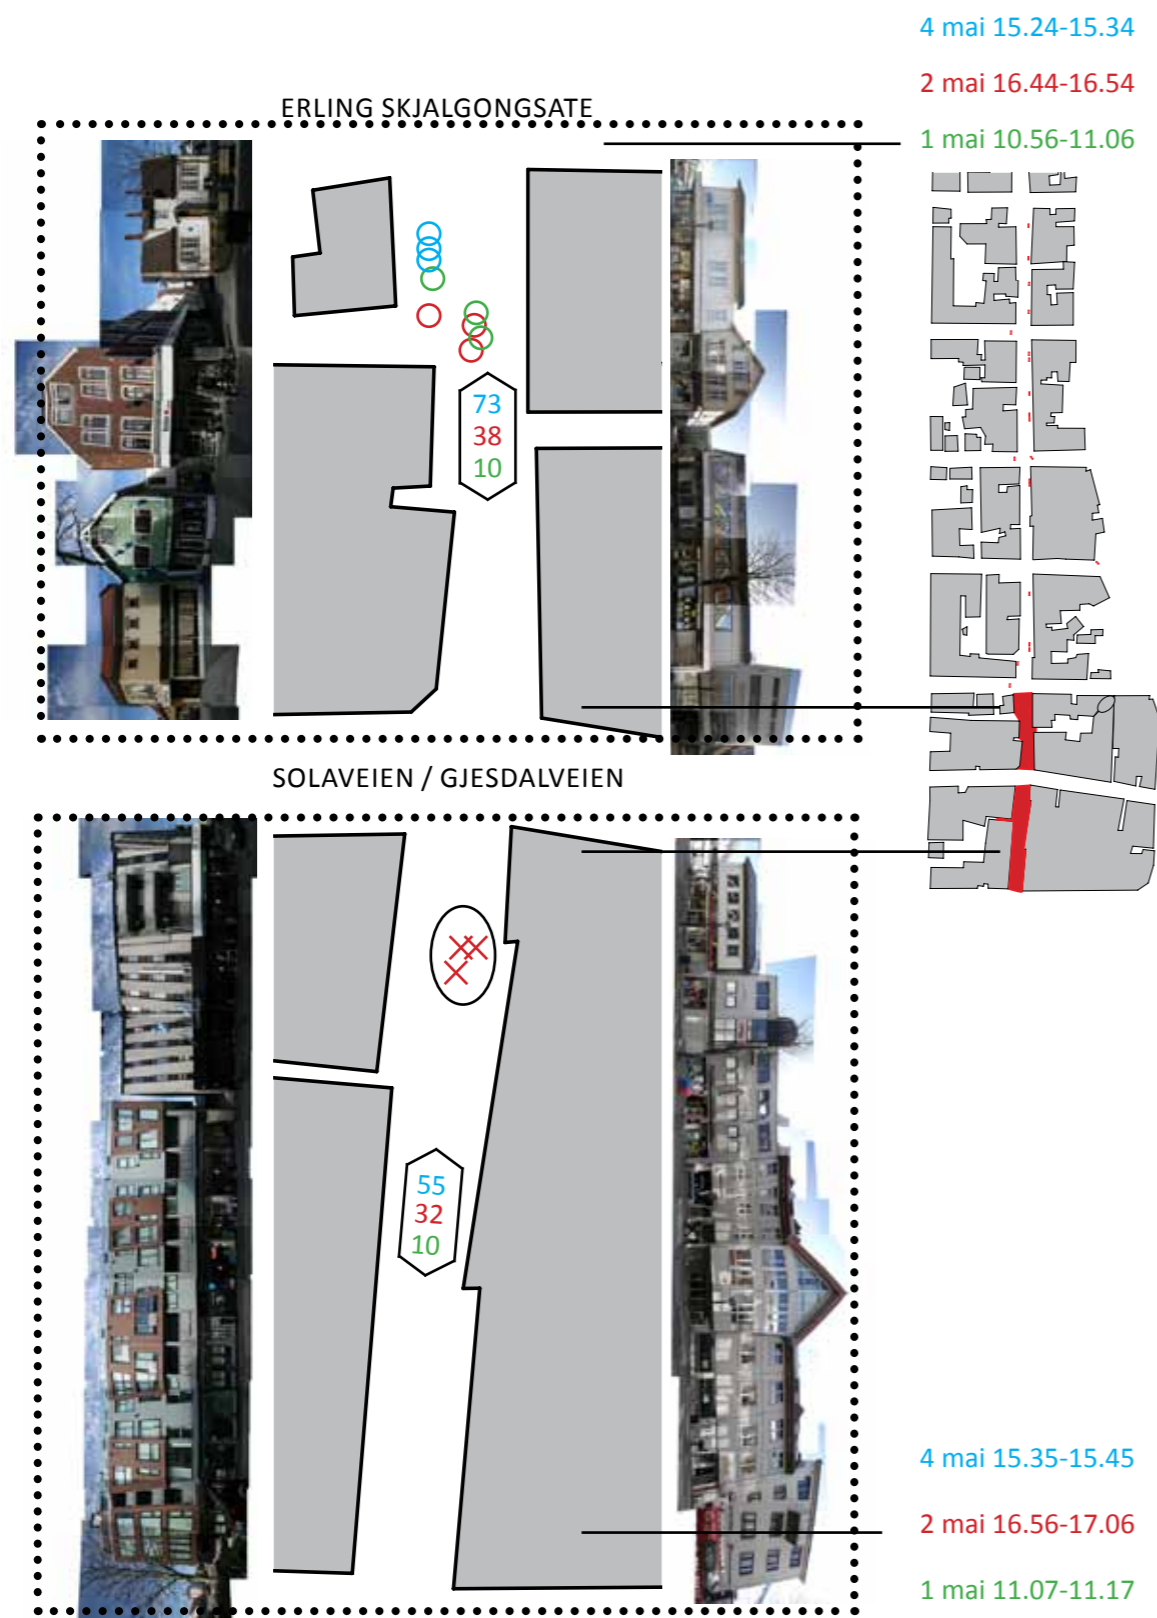 4 mai 15.24-15.34
2 mai 16.44-16.54
1 mai 10.56-11.06
ERLING SKJALGONGSATE
73
38
10
SOLAVEIEN / GJESDALVEIEN
55
32
10
4 mai 15.35-15.45
2 mai 16.56-17.06
1 mai 11.07-11.17